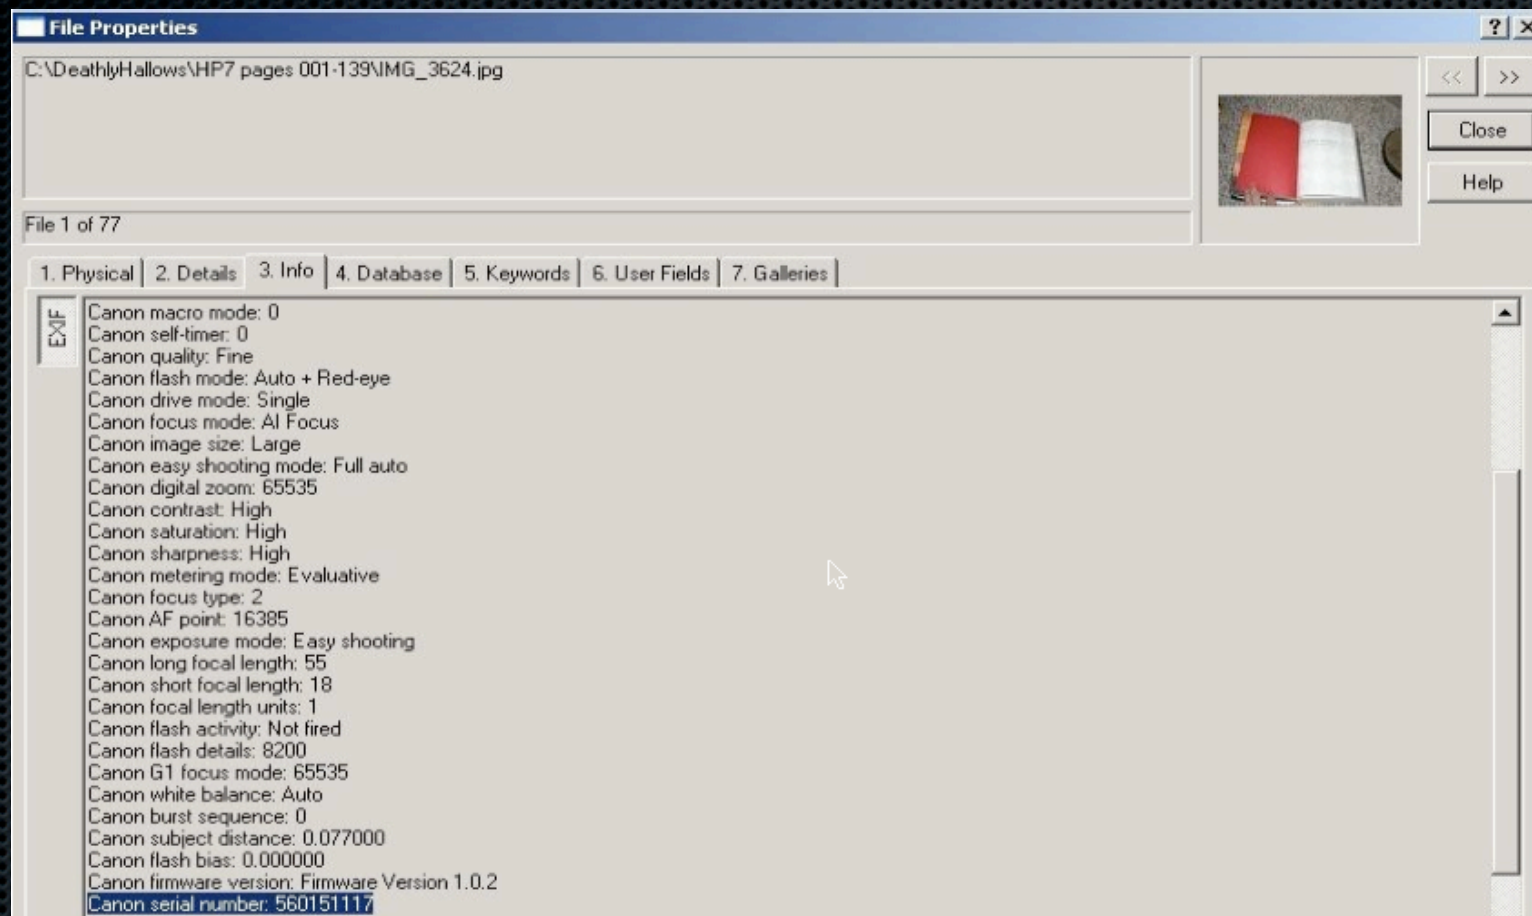 File Properties
C:\DeathlyHallows\HP7 pages 001-139\IMG_3624.jpg
<< >>
Close
Help
File 1 of 77
1. Physical 2. Details 3. Info 4. Database 5. Keywords 6. User Fields 7. Galleries
EXIF
Canon macro mode: 0
Canon self-timer: 0
Canon quality: Fine
Canon flash mode: Auto + Red-eye
Canon drive mode: Single
Canon focus mode: AI Focus
Canon image size: Large
Canon easy shooting mode: Full auto
Canon digital zoom: 65535
Canon contrast: High
Canon saturation: High
Canon sharpness: High
Canon metering mode: Evaluative
Canon focus type: 2
Canon AF point: 16385
Canon exposure mode: Easy shooting
Canon long focal length: 55
Canon short focal length: 18
Canon focal length units: 1
Canon flash activity: Not fired
Canon flash details: 8200
Canon G1 focus mode: 65535
Canon white balance: Auto
Canon burst sequence: 0
Canon subject distance: 0.077000
Canon flash bias: 0.000000
Canon firmware version: Firmware Version 1.0.2
Canon serial number: 560151117